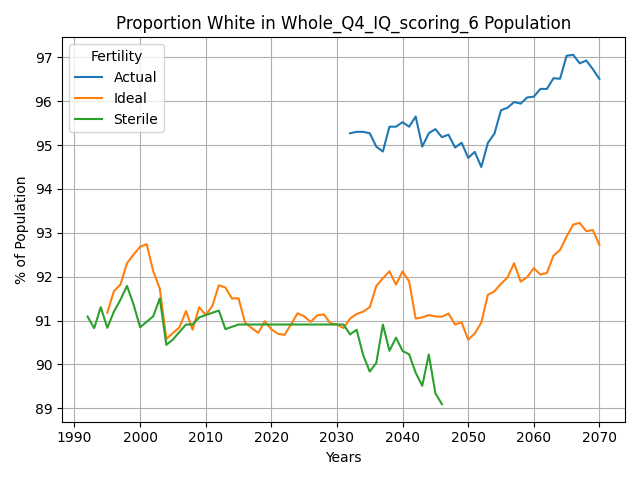 Proportion White in Whole_Q4_IQ_scoring_6 Population
Fertility
Actual
Ideal
Sterile
97
96
95
94
93
92
91
90
89
% of Population
1990
2000
2010
2020
2030
2040
2050
2060
2070
Years